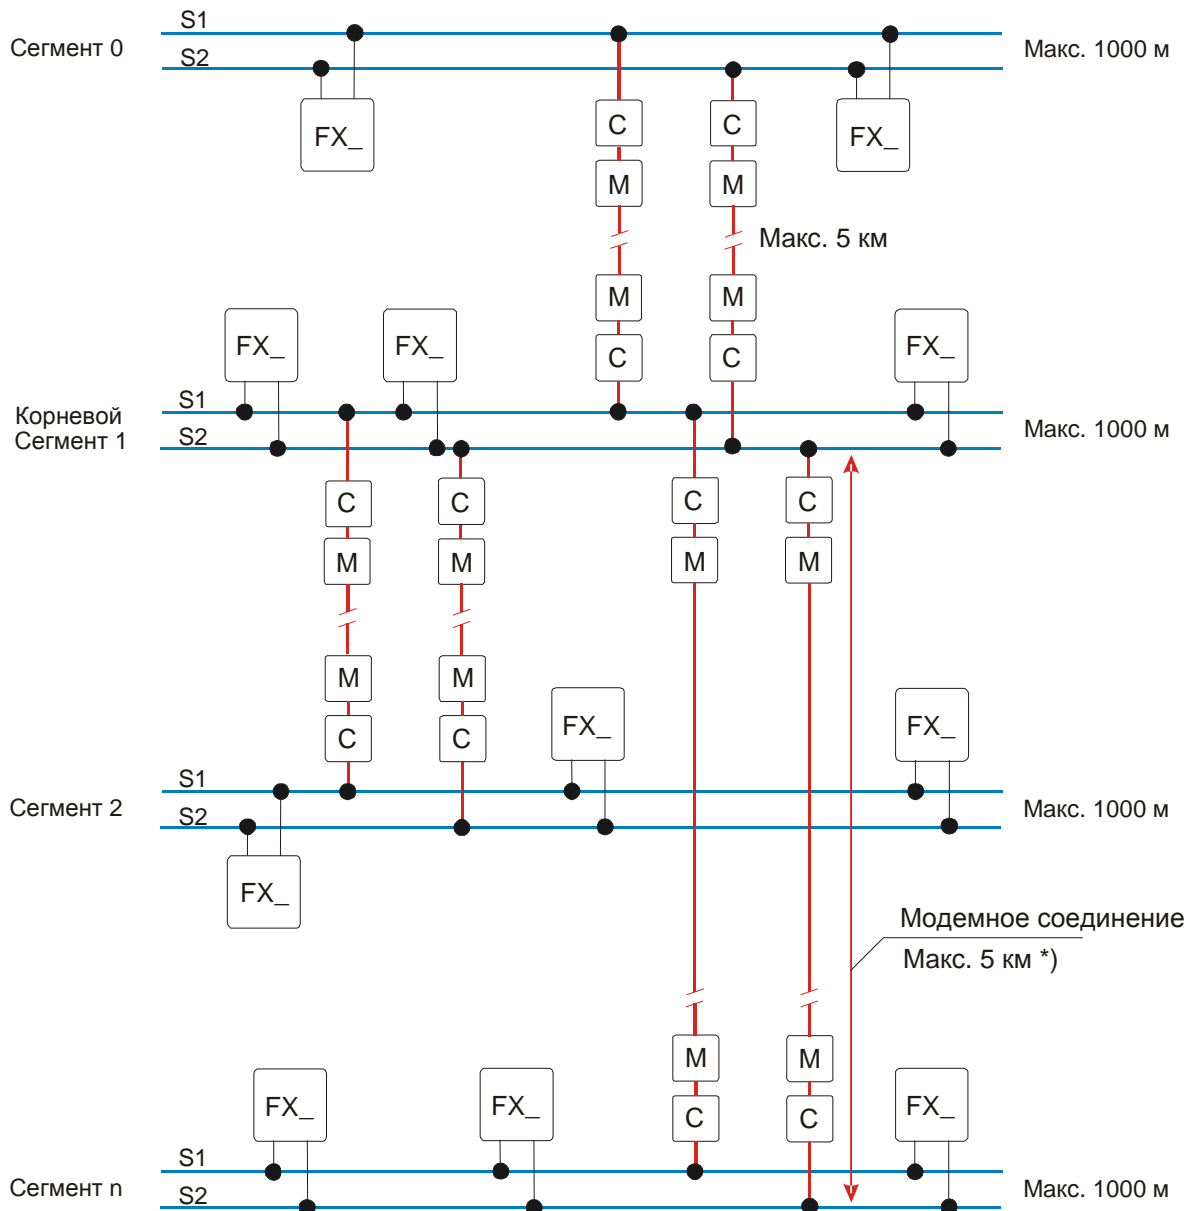 S1
Сегмент 0
Макс. 1000 м
S2
FX_
C
C
FX_
M
M
Макс. 5 км
M
M
FX_
FX_
C
C
FX_
S1
Корневой
Сегмент 1
Макс. 1000 м
S2
C
C
C
C
M
M
M
M
M
M
FX_
FX_
C
C
S1
Сегмент 2
Макс. 1000 м
S2
FX_
Модемное соединение
Макс. 5 км *)
M
M
FX_
FX_
C
C
FX_
S1
Сегмент n
Макс. 1000 м
S2